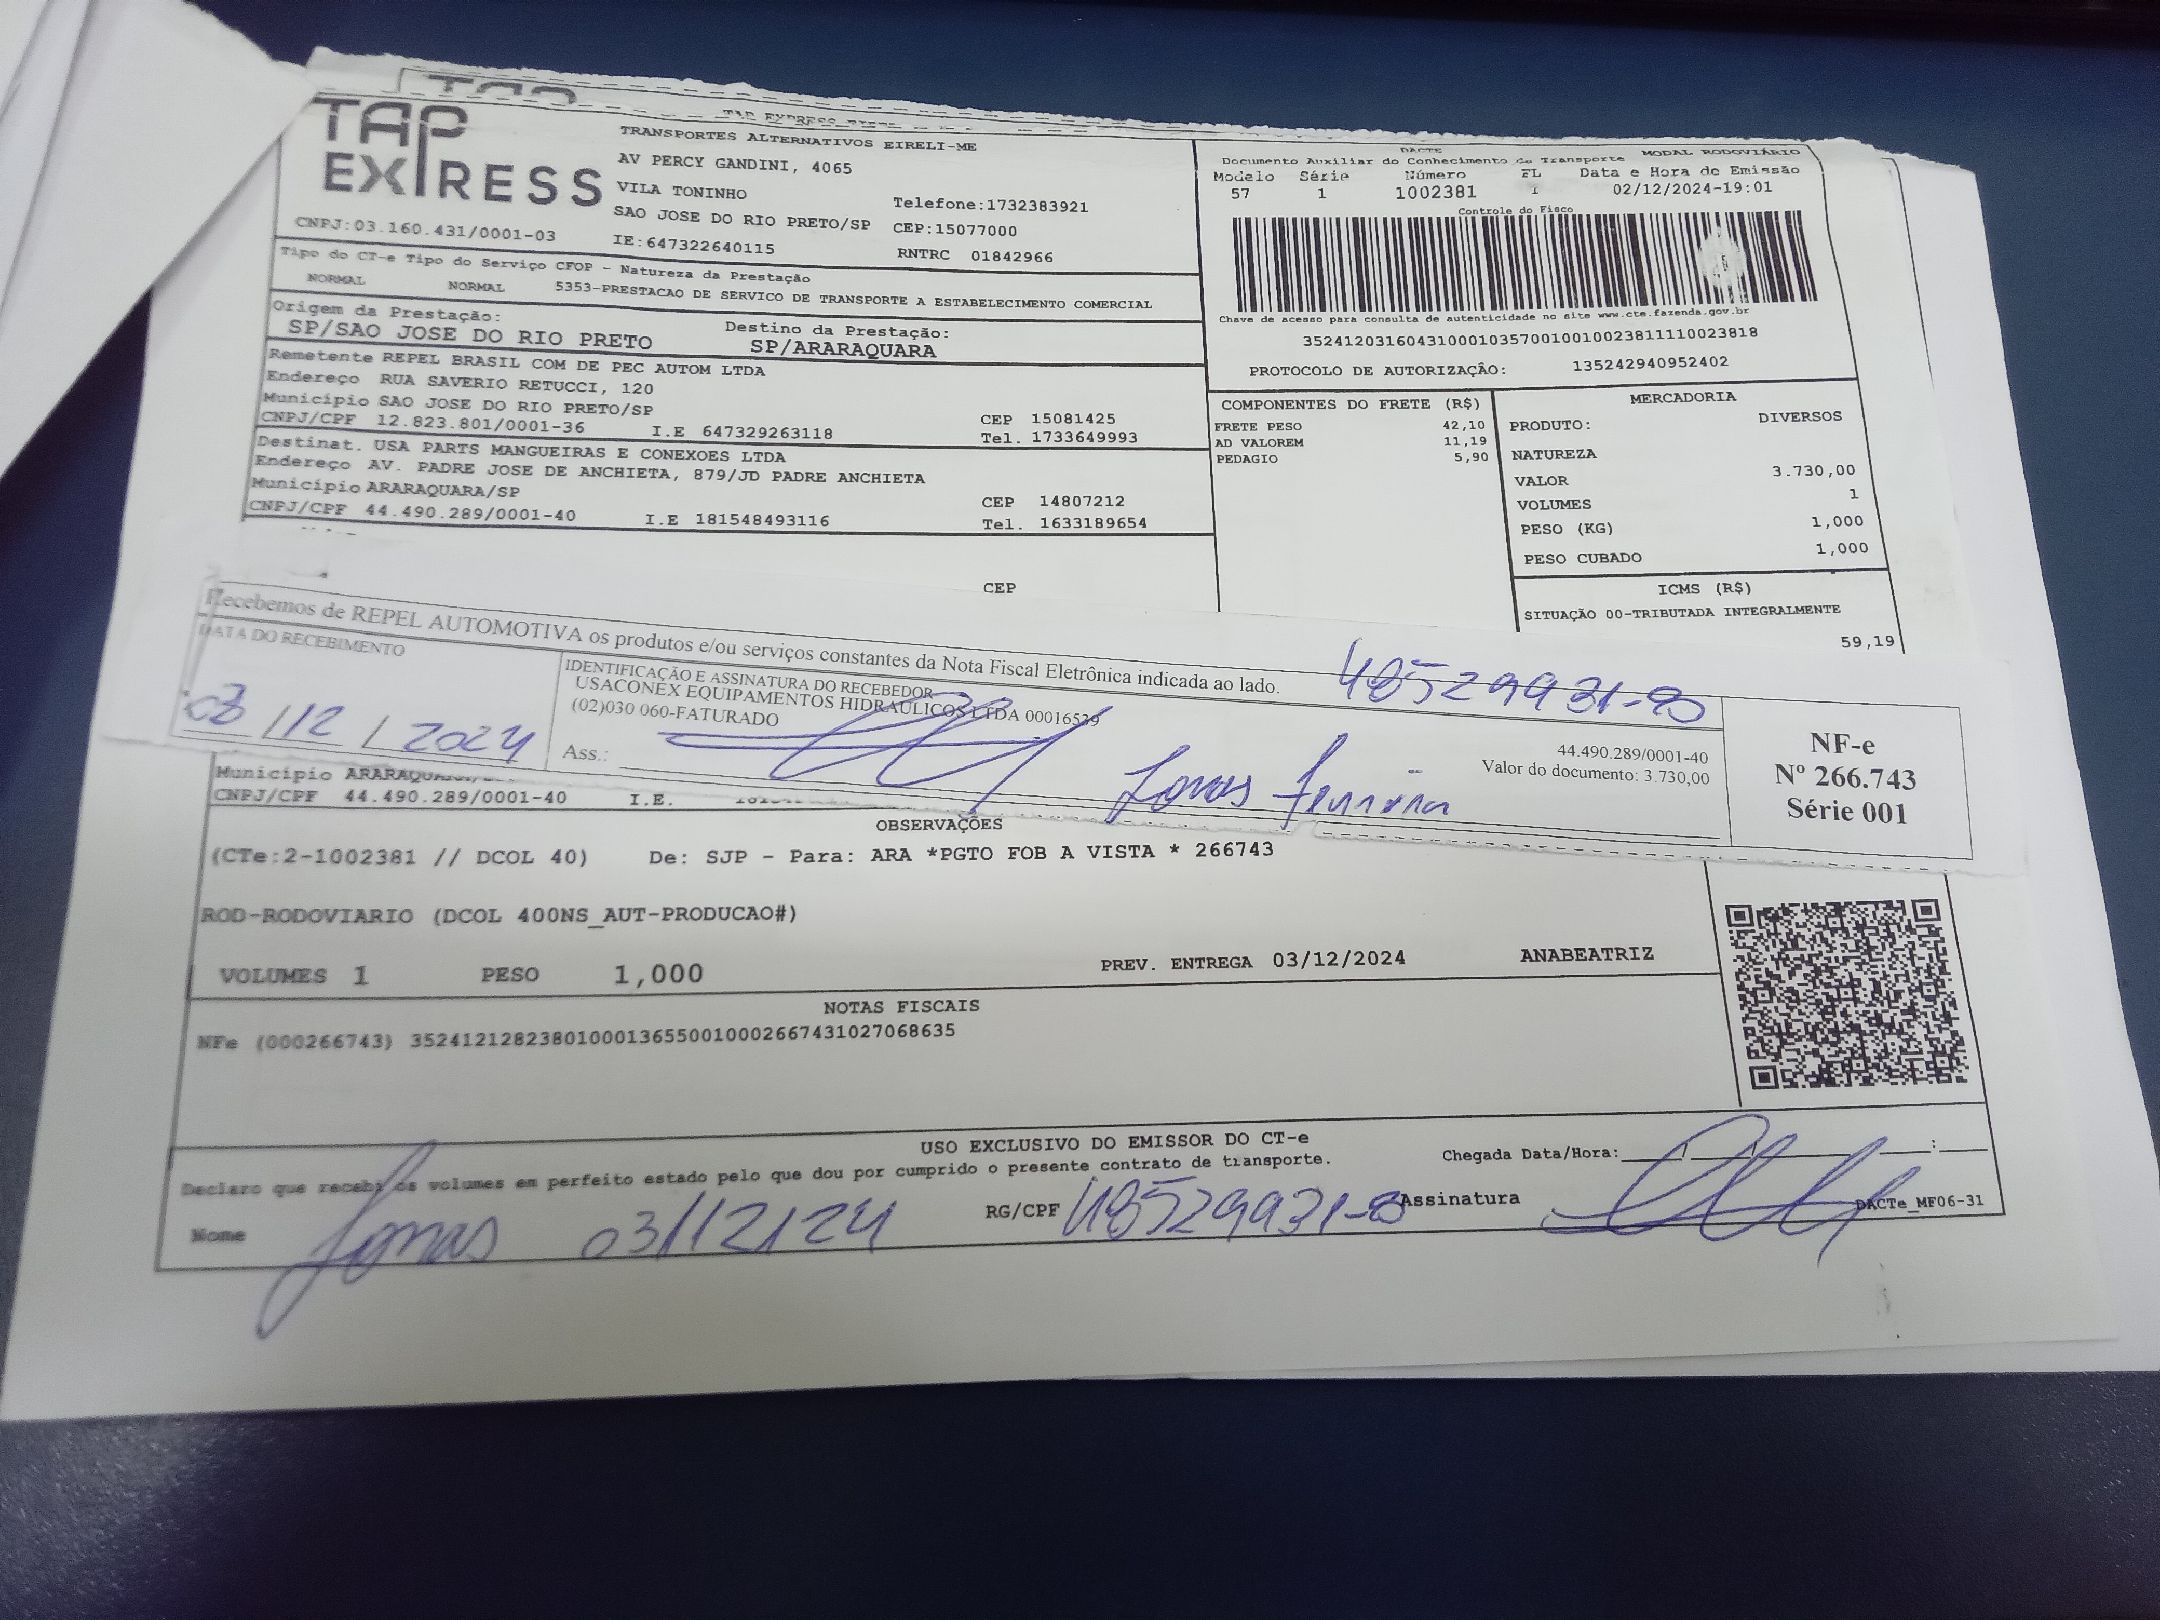 TAP EXPRESS
TRANSPORTES ALTERNATIVOS EIRELI-ME
AV PERCY GANDINI, 4065
VILA TONINHO
Telefone:1732383921
SAO JOSE DO RIO PRETO/SP CEP:15077000
CNPJ:03.160.431/0001-03 IE:647322640115 RNTRC 01842966
DACTE MODAL RODOVIÁRIO
Documento Auxiliar do Conhecimento de Transporte
Modelo Série Número FL Data e Hora de Emissão
57 1 1002381 1 02/12/2024-19:01
Controle do Fisco
Chave de acesso para consulta de autenticidade no site www.cte.fazenda.gov.br
35241203160431000103570010010023811110023818
PROTOCOLO DE AUTORIZAÇÃO: 135242940952402
Tipo do CT-e Tipo do Serviço CFOP - Natureza da Prestação
NORMAL NORMAL 5353-PRESTACAO DE SERVICO DE TRANSPORTE A ESTABELECIMENTO COMERCIAL
Origem da Prestação: Destino da Prestação:
SP/SAO JOSE DO RIO PRETO SP/ARARAQUARA
Remetente REPEL BRASIL COM DE PEC AUTOM LTDA
Endereço RUA SAVERIO RETUCCI, 120
Município SAO JOSE DO RIO PRETO/SP CEP 15081425
CNPJ/CPF 12.823.801/0001-36 I.E 647329263118 Tel. 1733649993
Destinat. USA PARTS MANGUEIRAS E CONEXOES LTDA
Endereço AV. PADRE JOSE DE ANCHIETA, 879/JD PADRE ANCHIETA
Município ARARAQUARA/SP CEP 14807212
CNPJ/CPF 44.490.289/0001-40 I.E 181548493116 Tel. 1633189654
CEP
COMPONENTES DO FRETE (R$)
FRETE PESO 42,10
AD VALOREM 11,19
PEDAGIO 5,90
MERCADORIA
PRODUTO: DIVERSOS
NATUREZA
VALOR 3.730,00
VOLUMES 1
PESO (KG) 1,000
PESO CUBADO 1,000
ICMS (R$)
SITUAÇÃO 00-TRIBUTADA INTEGRALMENTE
59,19
Recebemos de REPEL AUTOMOTIVA os produtos e/ou serviços constantes da Nota Fiscal Eletrônica indicada ao lado.
48529931-8
DATA DO RECEBIMENTO
03/12/2024
IDENTIFICAÇÃO E ASSINATURA DO RECEBEDOR
USACONEX EQUIPAMENTOS HIDRAULICOS LTDA 00016539
(02)030 060-FATURADO
Ass.:
Jonas Ferreira
44.490.289/0001-40
Valor do documento: 3.730,00
NF-e
Nº 266.743
Série 001
Município
CNPJ/CPF 44.490.289/0001-40 I.E.
OBSERVAÇÕES
(CTe:2-1002381 // DCOL 40) De: SJP - Para: ARA *PGTO FOB A VISTA * 266743
ROD-RODOVIARIO (DCOL 400NS_AUT-PRODUCAO#)
VOLUMES 1 PESO 1,000 PREV. ENTREGA 03/12/2024 ANABEATRIZ
NOTAS FISCAIS
NFe (000266743) 35241212823801000136550010002667431027068635
USO EXCLUSIVO DO EMISSOR DO CT-e
Declaro que recebi os volumes em perfeito estado pelo que dou por cumprido o presente contrato de transporte.
Chegada Data/Hora:
Nome Jonas 03/12/24 RG/CPF 48529931-8 Assinatura
DACTe_MF06-31